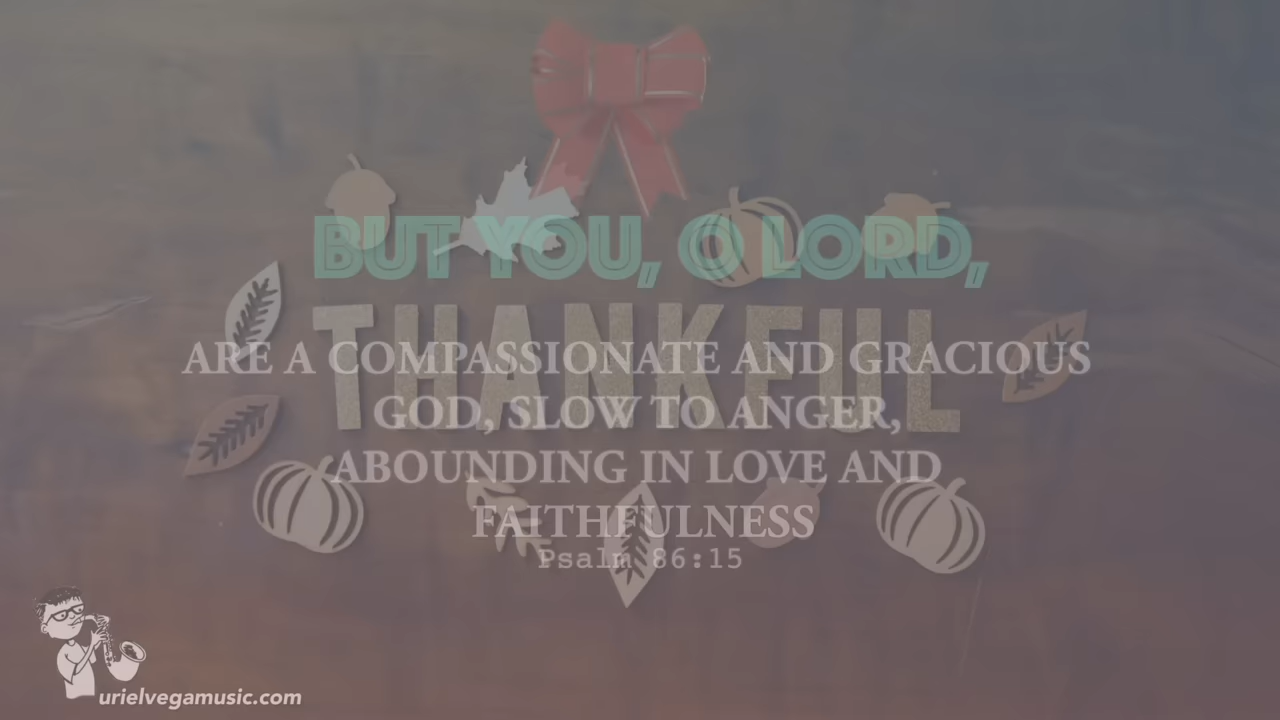 BUT YOU, O LORD,
THANKFUL
ARE A COMPASSIONATE AND GRACIOUS
GOD, SLOW TO ANGER,
ABOUNDING IN LOVE AND
FAITHFULNESS
Psalm 86:15
urielvegamusic.com